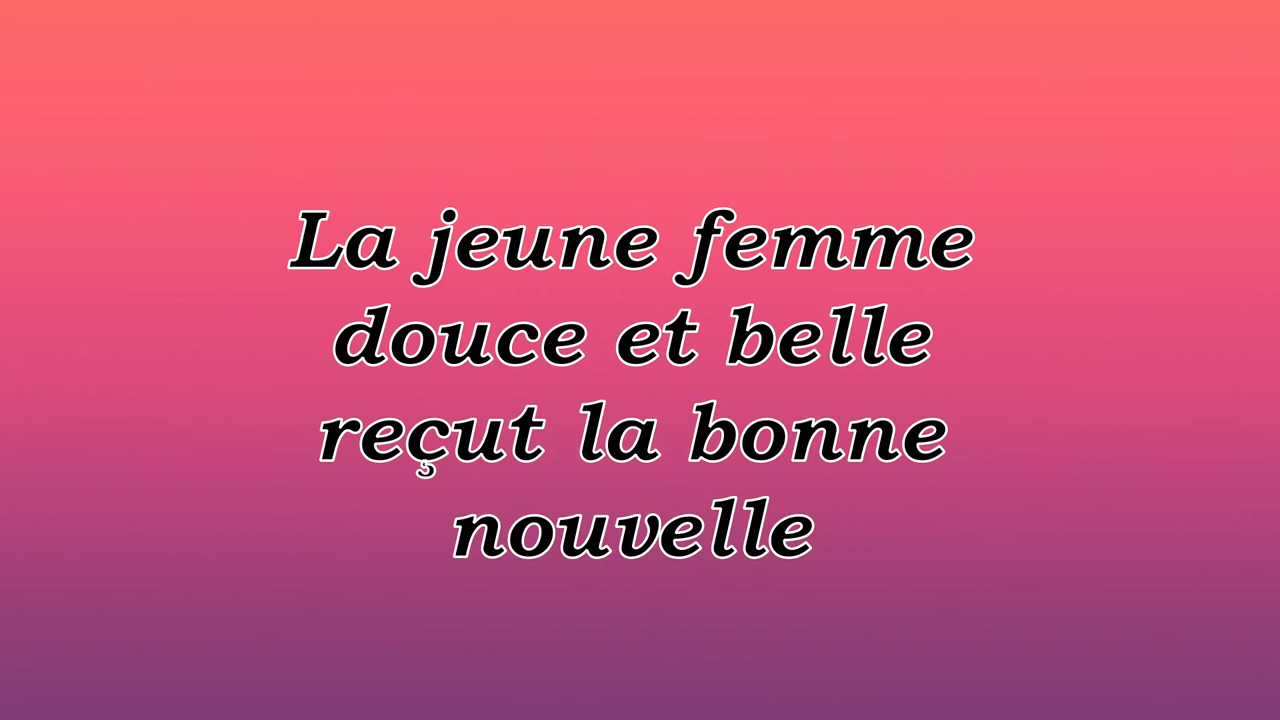 La jeune femme
douce et belle
reçut la bonne
nouvelle